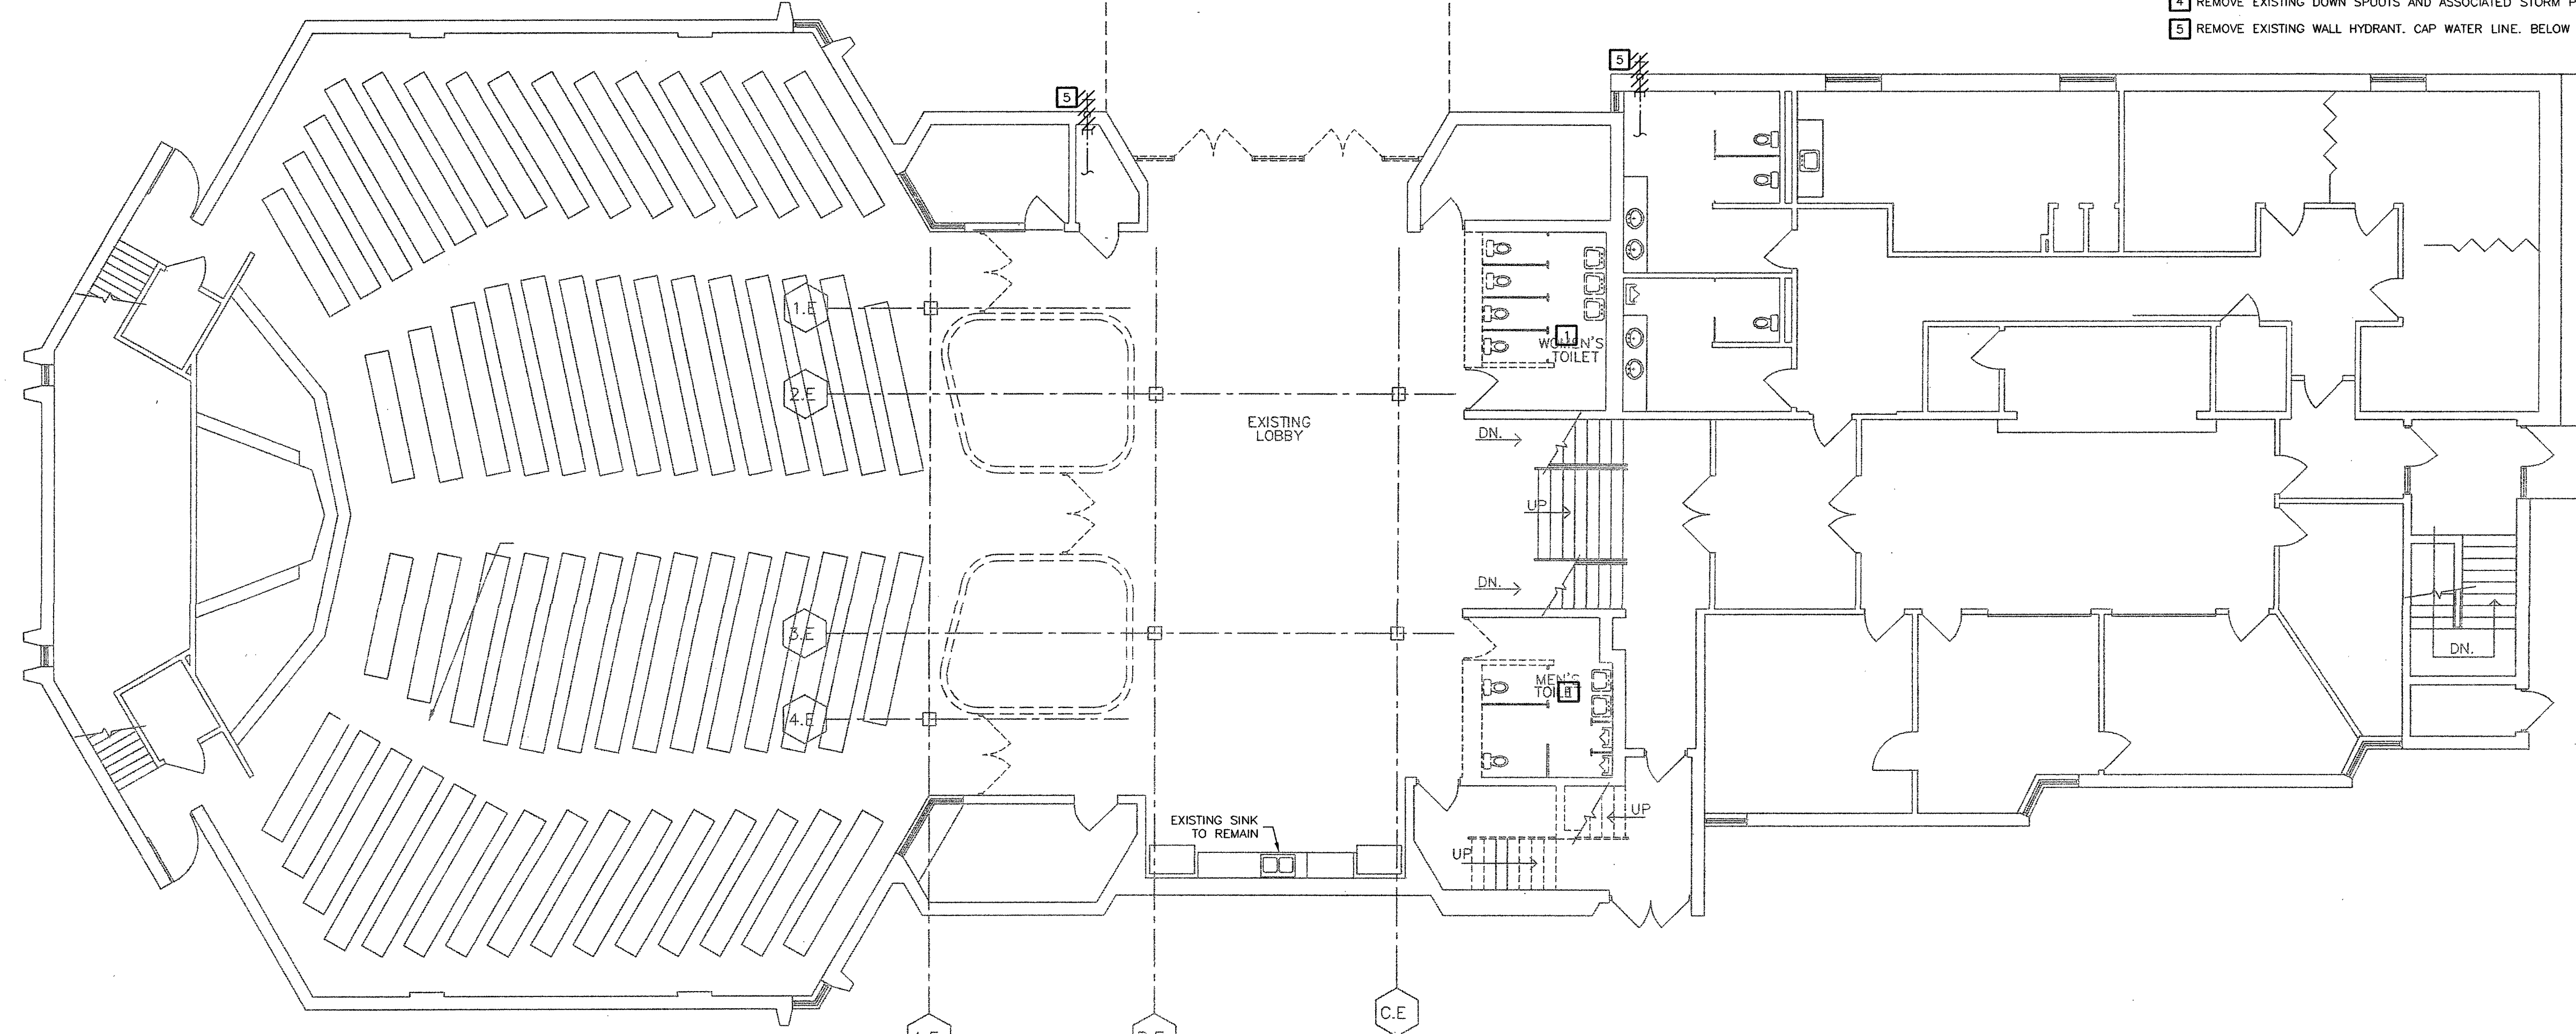 4 REMOVE EXISTING DOWN SPOUTS AND ASSOCIATED STORM
5 REMOVE EXISTING WALL HYDRANT. CAP WATER LINE. BELOW
5
5
1.E
1
WOMEN'S
TOILET
2.E
EXISTING
LOBBY
DN.
UP
DN.
3.E
DN.
MEN'S
TOILET
4.E
UP
EXISTING SINK
TO REMAIN
UP
C.E